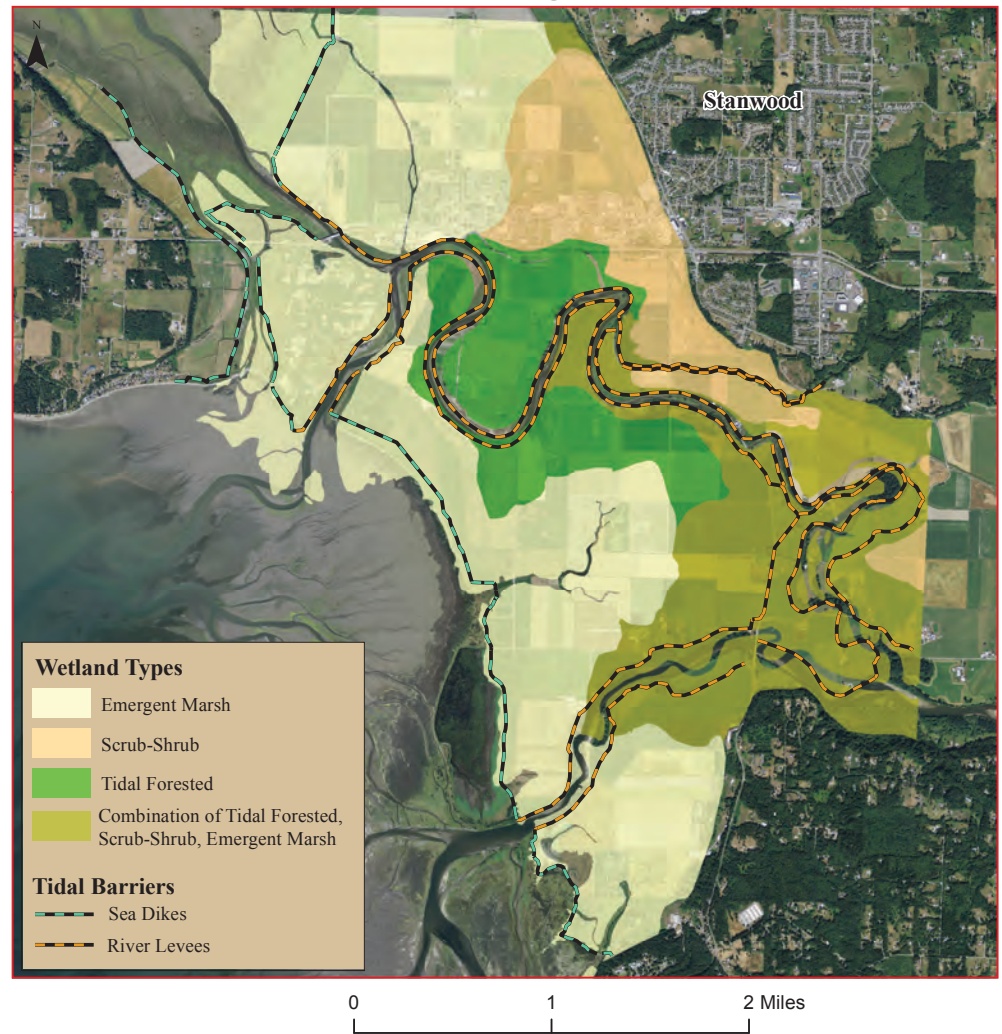 N
Stanwood
Wetland Types
Emergent Marsh
Scrub-Shrub
Tidal Forested
Combination of Tidal Forested,
Scrub-Shrub, Emergent Marsh
Tidal Barriers
Sea Dikes
River Levees
0 1 2 Miles